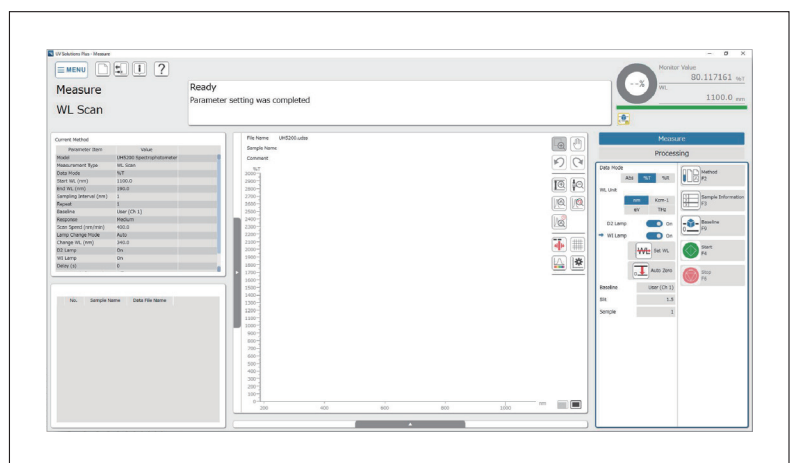 UV Solutions Plus - Measure
MENU
Measure
WL Scan
Ready
Parameter setting was completed
--%
Monitor Value
80.117161 %T
WL
1100.0 nm
Current Method
Parameter Item Value
Model UH5200 Spectrophotometer
Measurement Type WL Scan
Data Mode %T
Start WL (nm) 1100.0
End WL (nm) 190.0
Sampling Interval (nm) 1
Repeat 1
Baseline User (Ch 1)
Response Medium
Scan Speed (nm/min) 400.0
Lamp Change Mode Auto
Change WL (nm) 340.0
D2 Lamp On
WI Lamp On
Delay (s) 0
No. Sample Name Data File Name
File Name UH5200.udse
Sample Name
Comment
%T
3000
2900
2800
2700
2600
2500
2400
2300
2200
2100
2000
1900
1800
1700
1600
1500
1400
1300
1200
1100
1000
900
800
700
600
500
400
300
200
100
0
200 400 600 800 1000 nm
Measure
Processing
Data Mode
Abs %T %R
WL Unit
nm Kcm-1
eV THz
D2 Lamp On
WI Lamp On
Set WL
Auto Zero
Baseline User (Ch 1)
Slit 1.5
Sample 1
Method
F2
Sample Information
F3
Baseline
F9
Start
F4
Stop